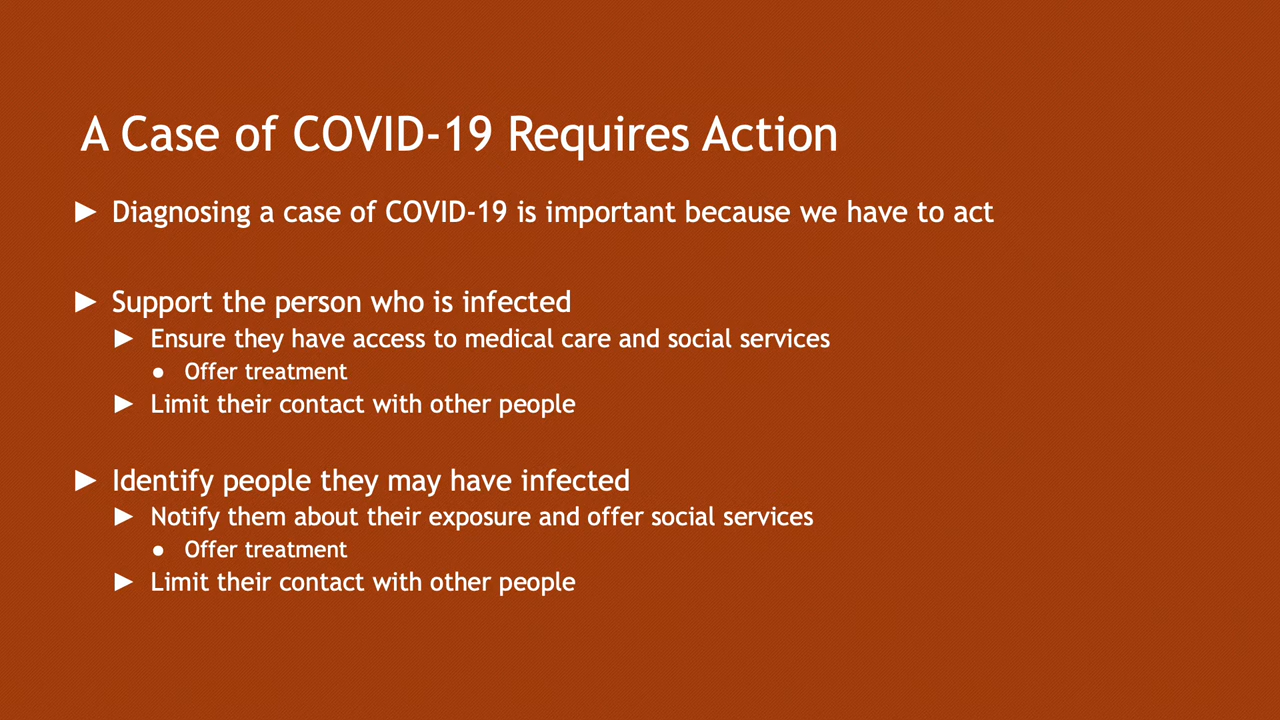 A Case of COVID-19 Requires Action
► Diagnosing a case of COVID-19 is important because we have to act
► Support the person who is infected
► Ensure they have access to medical care and social services
● Offer treatment
► Limit their contact with other people
► Identify people they may have infected
► Notify them about their exposure and offer social services
● Offer treatment
► Limit their contact with other people